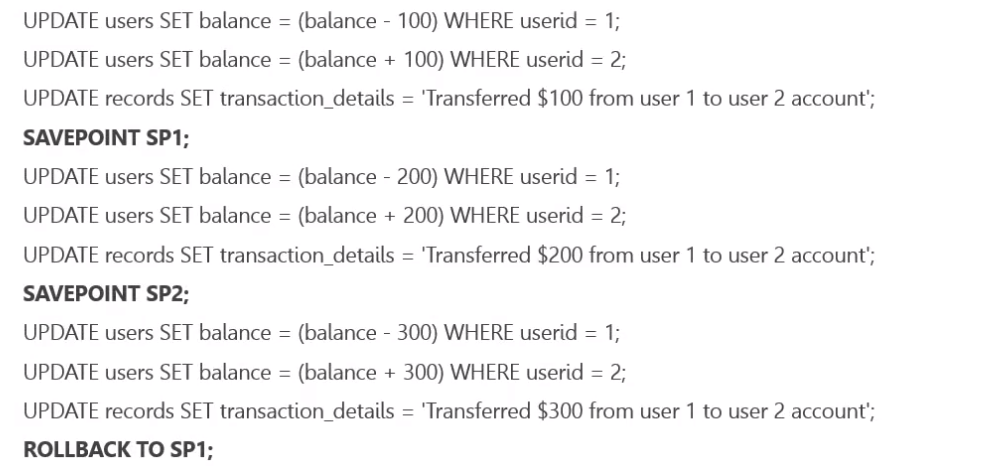 UPDATE users SET balance = (balance - 100) WHERE userid = 1;
UPDATE users SET balance = (balance + 100) WHERE userid = 2;
UPDATE records SET transaction_details = 'Transferred $100 from user 1 to user 2 account';
SAVEPOINT SP1;
UPDATE users SET balance = (balance - 200) WHERE userid = 1;
UPDATE users SET balance = (balance + 200) WHERE userid = 2;
UPDATE records SET transaction_details = 'Transferred $200 from user 1 to user 2 account';
SAVEPOINT SP2;
UPDATE users SET balance = (balance - 300) WHERE userid = 1;
UPDATE users SET balance = (balance + 300) WHERE userid = 2;
UPDATE records SET transaction_details = 'Transferred $300 from user 1 to user 2 account';
ROLLBACK TO SP1;